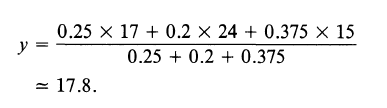 y = 0.25 × 17 + 0.2 × 24 + 0.375 × 15
0.25 + 0.2 + 0.375
≃ 17.8.